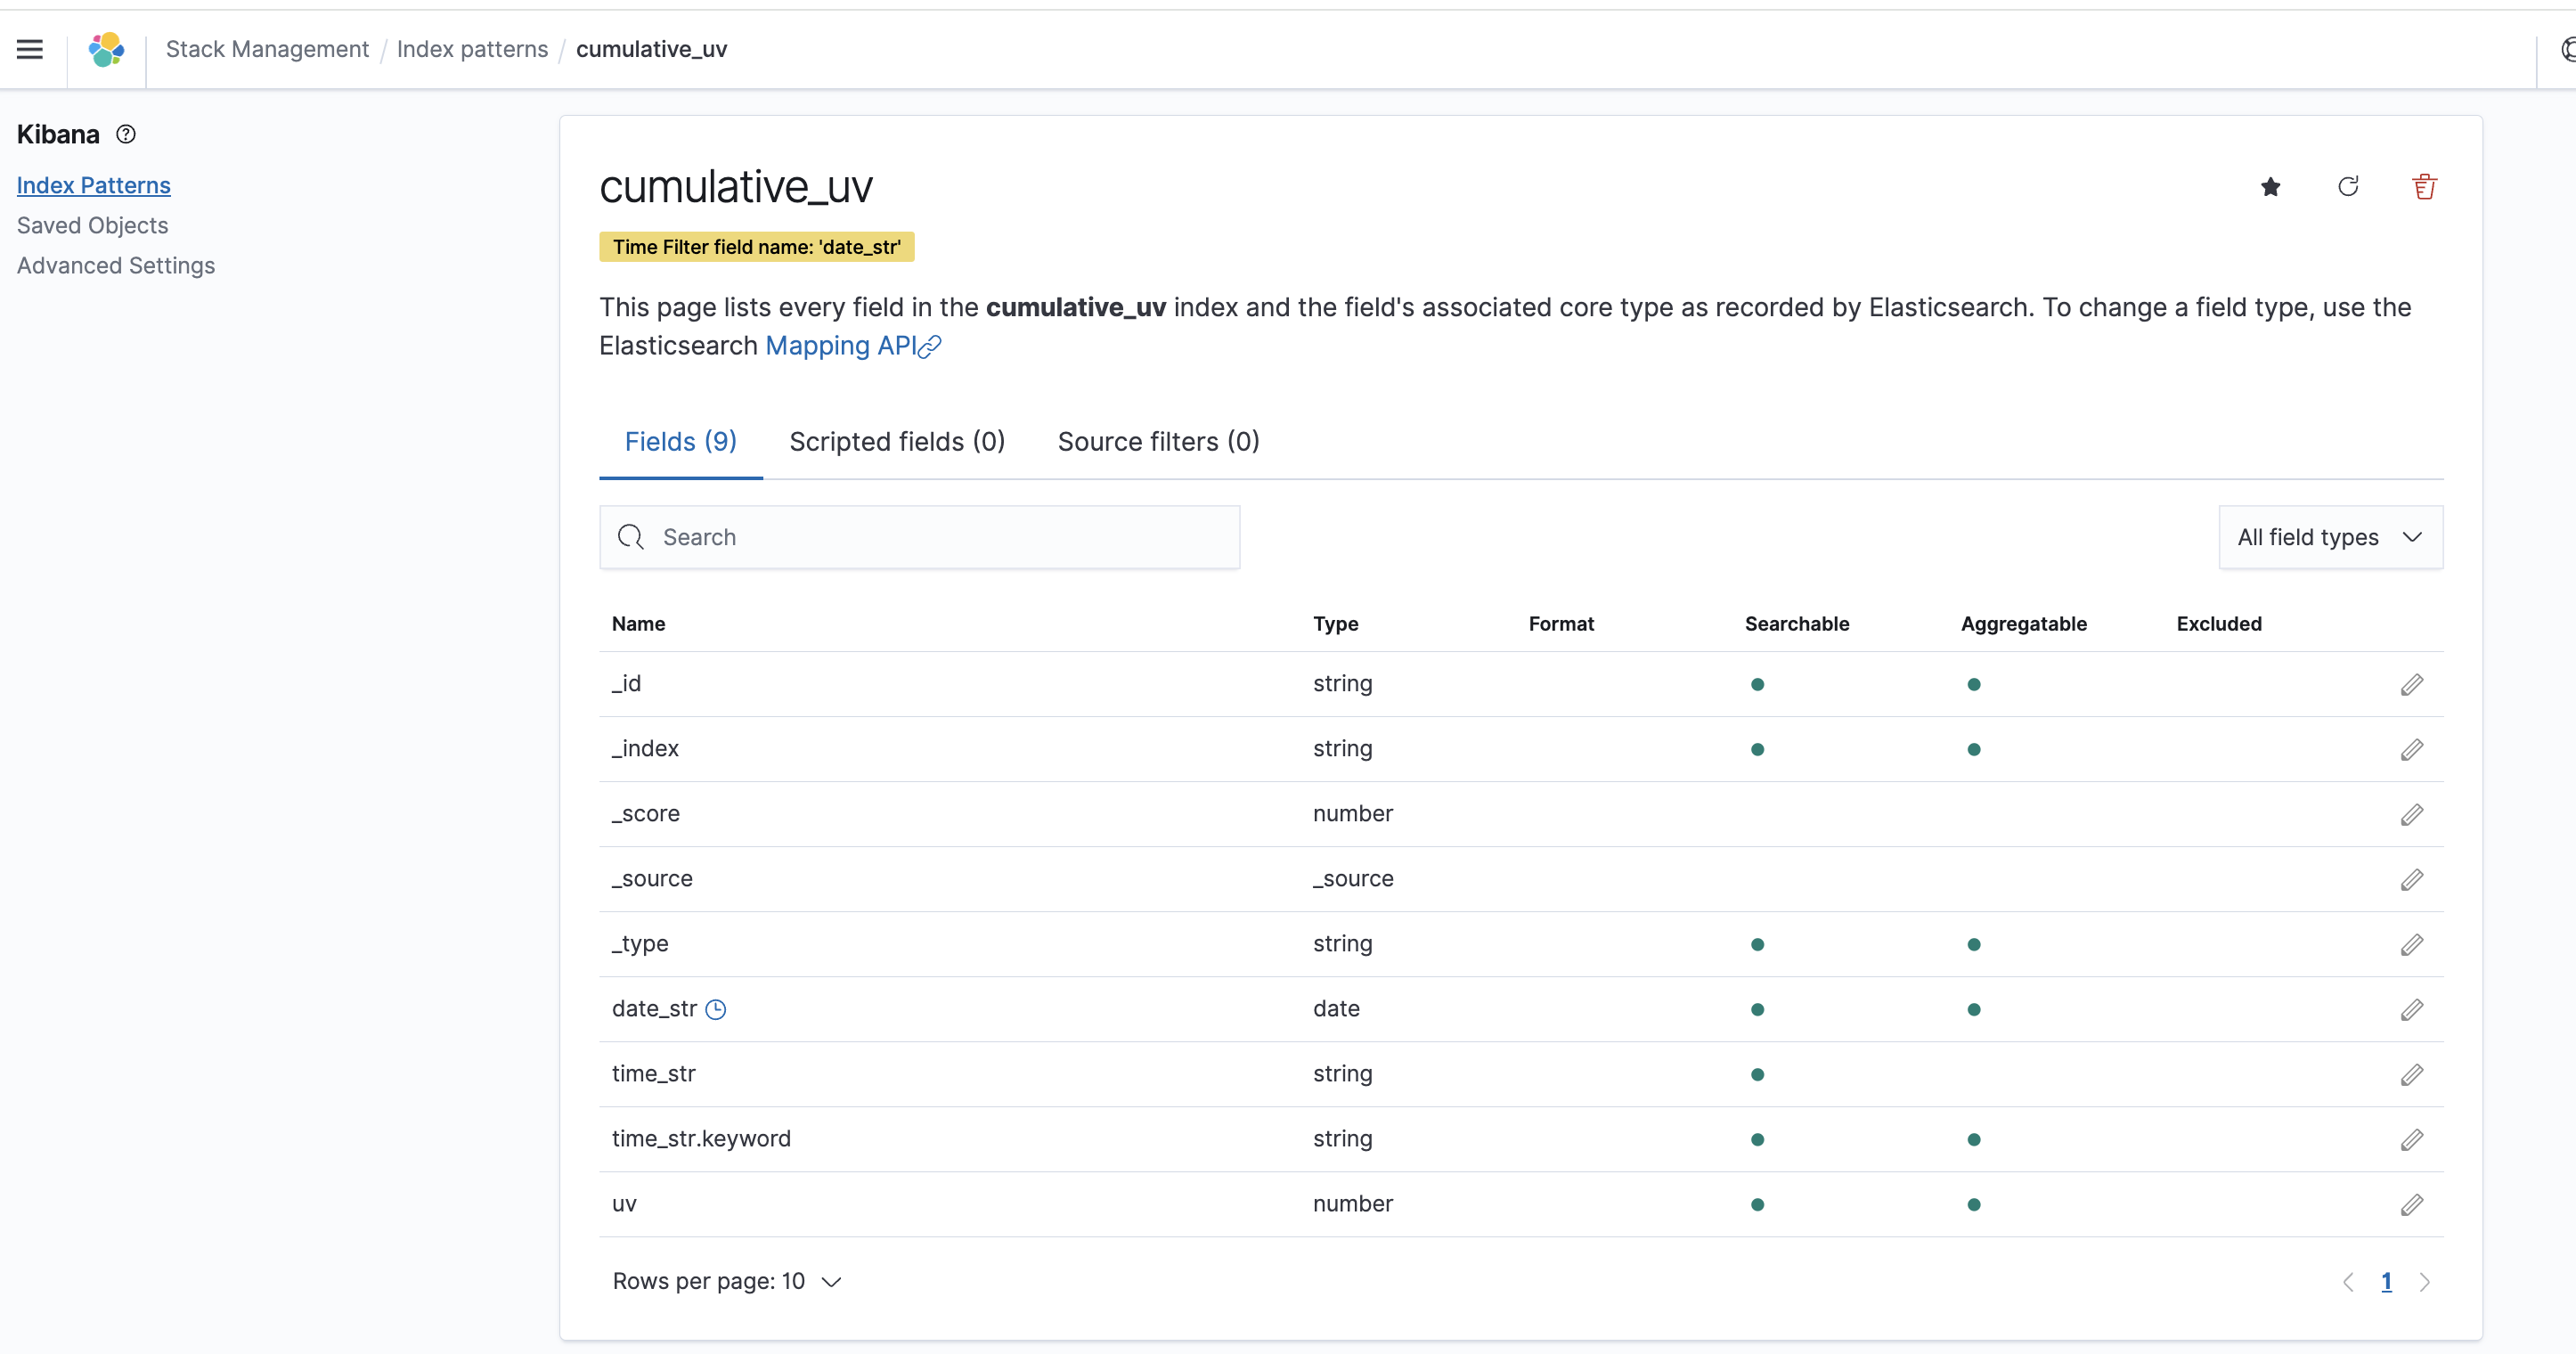 Stack Management / Index patterns / cumulative_uv
Kibana
Index Patterns
Saved Objects
Advanced Settings
cumulative_uv
Time Filter field name: 'date_str'
This page lists every field in the cumulative_uv index and the field's associated core type as recorded by Elasticsearch. To change a field type, use the
Elasticsearch Mapping API
Fields (9) Scripted fields (0) Source filters (0)
Search
All field types
Name Type Format Searchable Aggregatable Excluded
_id string
_index string
_score number
_source _source
_type string
date_str date
time_str string
time_str.keyword string
uv number
Rows per page: 10
1